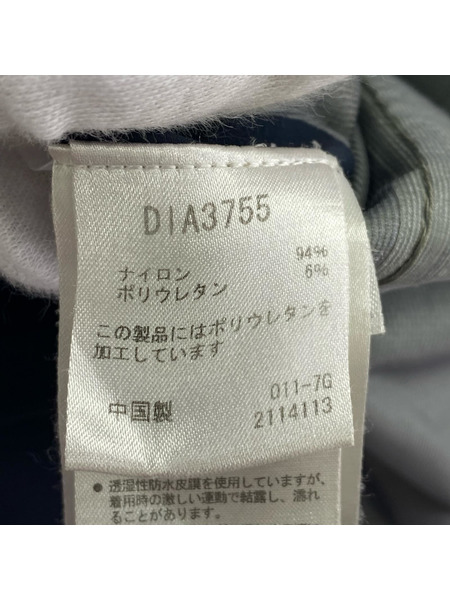 DIA3755
ナイロン 94%
ポリウレタン 6%
この製品にはポリウレタンを
加工しています
011-7G
中国製 2114113
●透湿性防水皮膜を使用していますが、
着用時の激しい運動で結露し、濡れ
ることがあります。